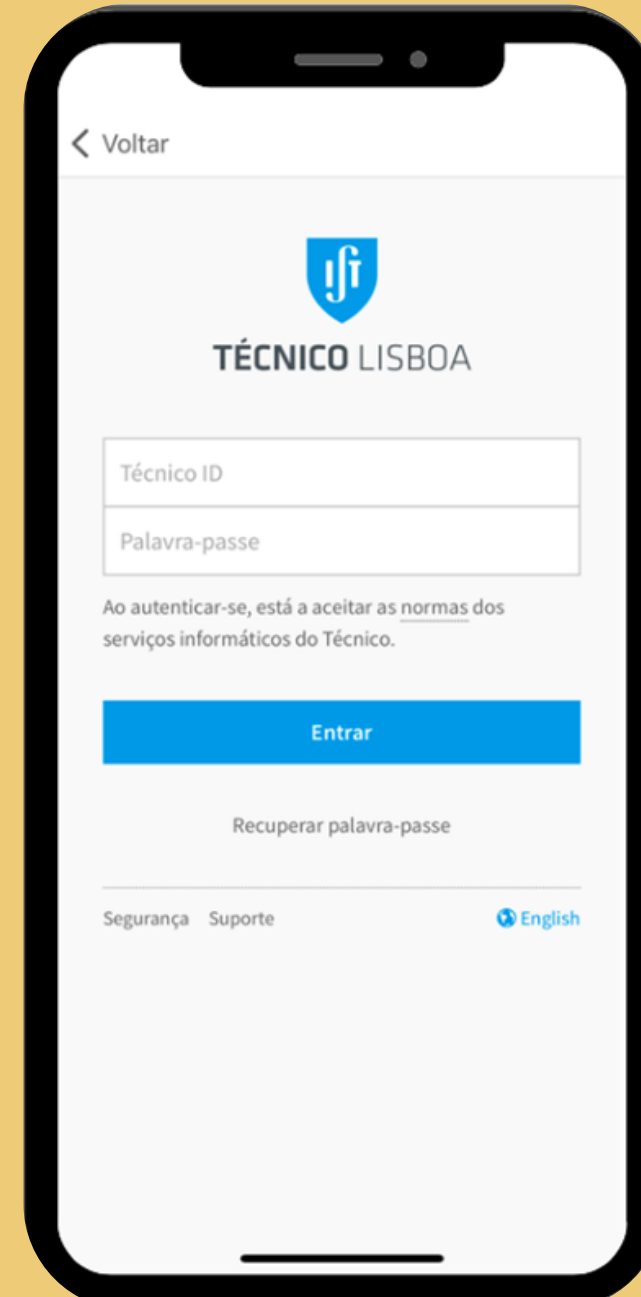 Voltar
IST
TÉCNICO LISBOA
Técnico ID
Palavra-passe
Ao autenticar-se, está a aceitar as normas dos
serviços informáticos do Técnico.
Entrar
Recuperar palavra-passe
Segurança Suporte English